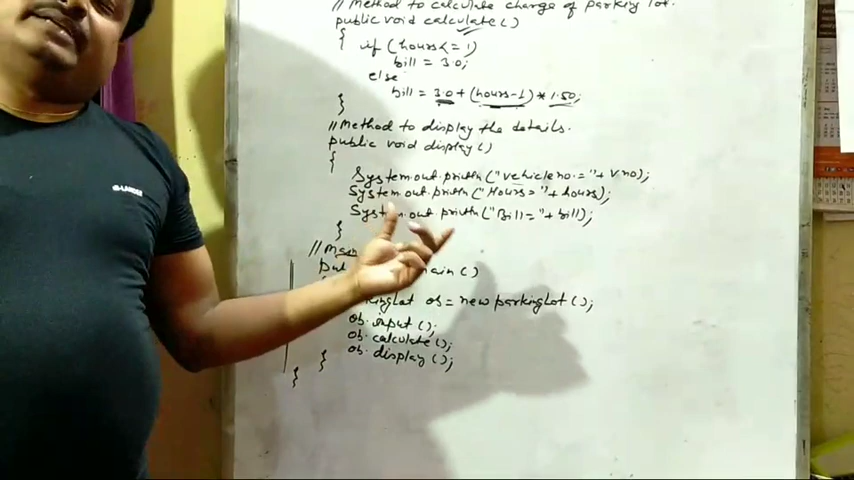 // Method to calculate charge of parking lot.
public void calculate()
{
if (hours<=1)
bill = 3.0;
else
bill = 3.0 + (hours-1) * 1.50;
}
// Method to display the details.
public void display()
{
System.out.println("vehicle no. = "+ Vno);
System.out.println("Hours = "+ hours);
System.out.println("Bill = "+ bill);
}
// Main
main()
ob = new parkingLot();
ob.input();
ob.calculate();
ob.display();
}
}